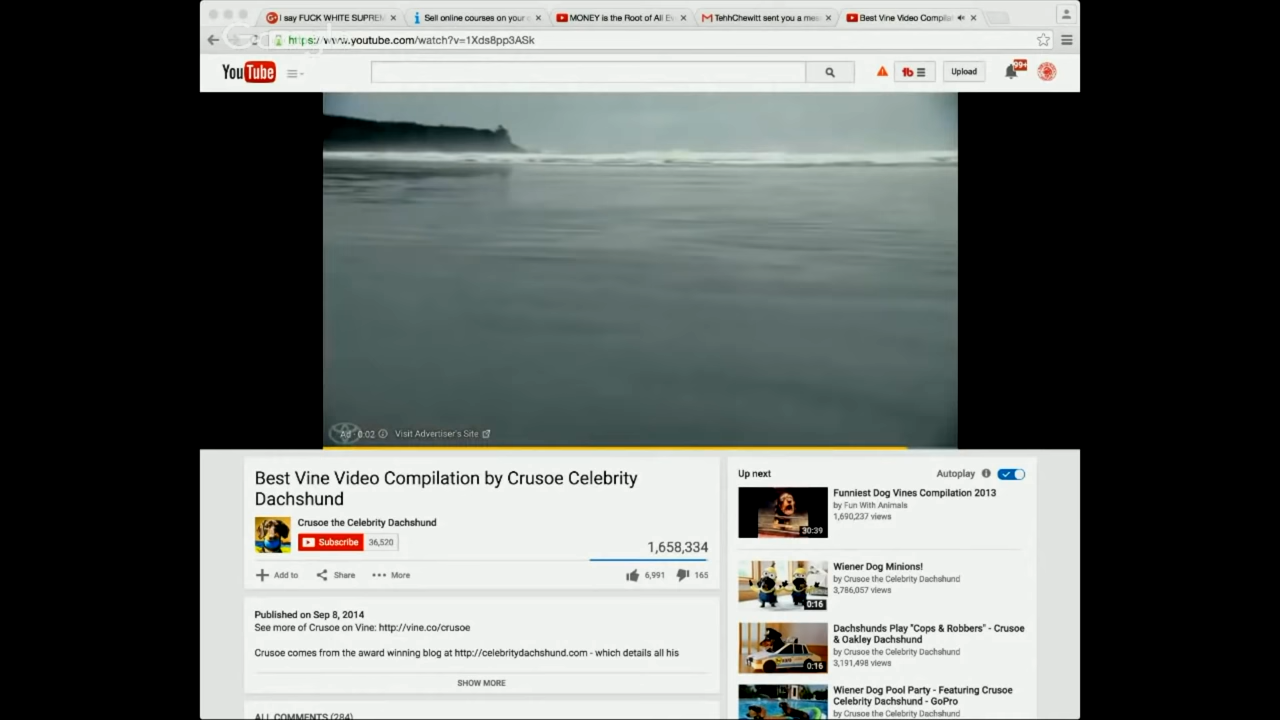 I say FUCK WHITE SUPREM
Sell online courses on your
MONEY is the Root of All Ev
TehhChewitt sent you a mes
Best Vine Video Compilat
https://www.youtube.com/watch?v=1Xds8pp3ASk
YouTube
Upload
99+
Ad · 0:02
Visit Advertiser's Site
Best Vine Video Compilation by Crusoe Celebrity
Dachshund
Crusoe the Celebrity Dachshund
Subscribe 36,520
1,658,334
Add to Share More
6,991 165
Published on Sep 8, 2014
See more of Crusoe on Vine: http://vine.co/crusoe
Crusoe comes from the award winning blog at http://celebritydachshund.com - which details all his
SHOW MORE
ALL COMMENTS (284)
Up next
Autoplay
Funniest Dog Vines Compilation 2013
by Fun With Animals
1,690,237 views
30:39
Wiener Dog Minions!
by Crusoe the Celebrity Dachshund
3,786,057 views
0:16
Dachshunds Play "Cops & Robbers" - Crusoe
& Oakley Dachshund
by Crusoe the Celebrity Dachshund
3,191,498 views
0:16
Wiener Dog Pool Party - Featuring Crusoe
Celebrity Dachshund - GoPro
by Crusoe the Celebrity Dachshund